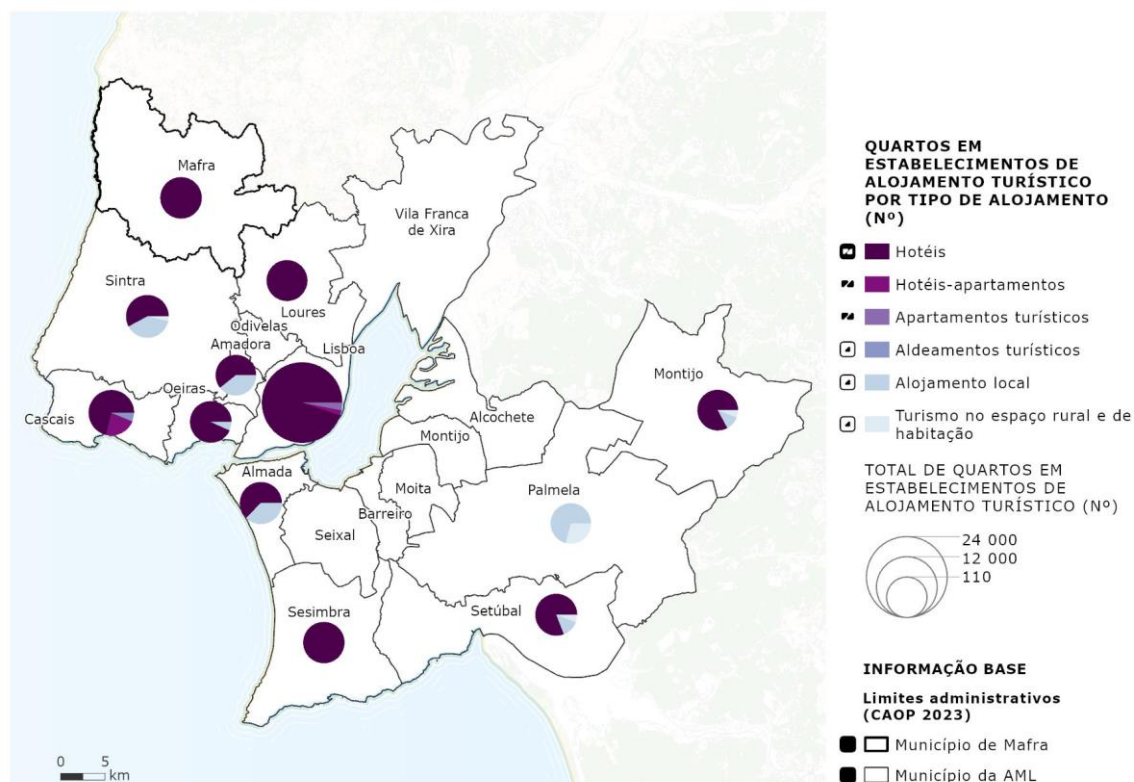 Mafra
Vila Franca
de Xira
Sintra
Loures
Odivelas
Amadora
Lisboa
Oeiras
Cascais
Montijo
Alcochete
Montijo
Almada
Moita
Palmela
Barreiro
Seixal
Sesimbra
Setúbal
0 5
km
QUARTOS EM
ESTABELECIMENTOS DE
ALOJAMENTO TURÍSTICO
POR TIPO DE ALOJAMENTO
(Nº)
Hotéis
Hotéis-apartamentos
Apartamentos turísticos
Aldeamentos turísticos
Alojamento local
Turismo no espaço rural e de
habitação
TOTAL DE QUARTOS EM
ESTABELECIMENTOS DE
ALOJAMENTO TURÍSTICO (Nº)
24 000
12 000
110
INFORMAÇÃO BASE
Limites administrativos
(CAOP 2023)
Município de Mafra
Município da AML